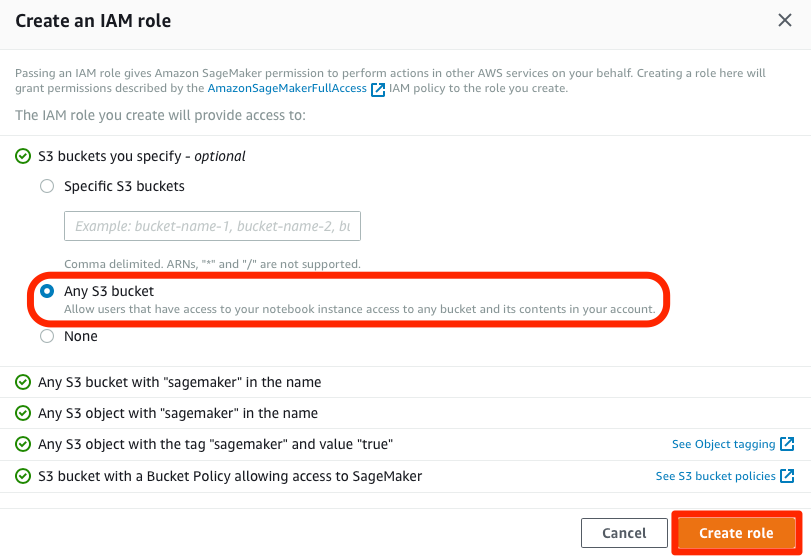 Create an IAM role
Passing an IAM role gives Amazon SageMaker permission to perform actions in other AWS services on your behalf. Creating a role here will
grant permissions described by the AmazonSageMakerFullAccess IAM policy to the role you create.
The IAM role you create will provide access to:
S3 buckets you specify - optional
Specific S3 buckets
Example: bucket-name-1, bucket-name-2, bu
Comma delimited. ARNs, "*" and "/" are not supported.
Any S3 bucket
Allow users that have access to your notebook instance access to any bucket and its contents in your account.
None
Any S3 bucket with "sagemaker" in the name
Any S3 object with "sagemaker" in the name
Any S3 object with the tag "sagemaker" and value "true" See Object tagging
S3 bucket with a Bucket Policy allowing access to SageMaker See S3 bucket policies
Cancel Create role